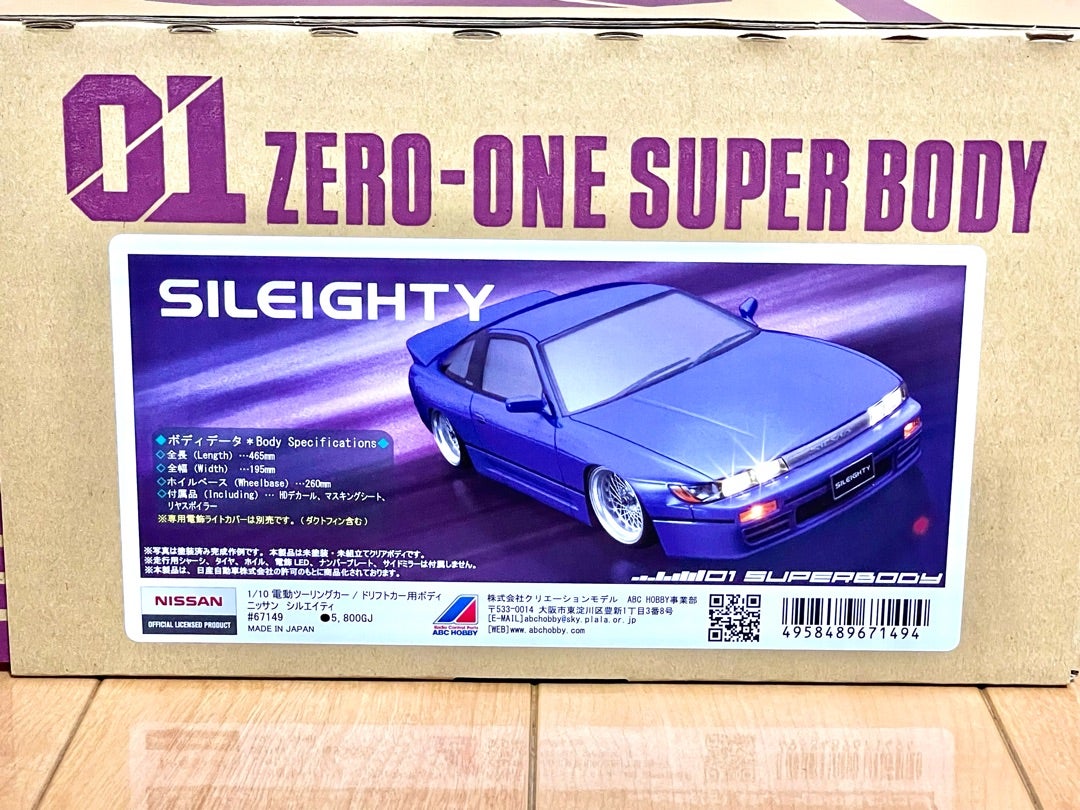 01 ZERO-ONE SUPER BODY
SILEIGHTY
◆ボディデータ＊Body Specifications◆
◇全長 (Length) …465mm
◇全幅 (Width) …195mm
◇ホイルベース (Wheelbase) …260mm
◇付属品 (Including) … HDデカール、マスキングシート、
リヤスポイラー
※専用電飾ライトカバーは別売です。(ダクトフィン含む)
※写真は塗装済み完成作例です。本製品は未塗装・未組立てクリアボディです。
※走行用シャーシ、タイヤ、ホイル、電飾LED、ナンバープレート、サイドミラーは付属しません。
※本製品は、日産自動車株式会社の許可のもとに商品化されております。
SILEIGHTY
01 SUPERBODY
NISSAN
OFFICIAL LICENSED PRODUCT
1/10 電動ツーリングカー / ドリフトカー用ボディ
ニッサン シルエイティ
#67149 ●5,800GJ
MADE IN JAPAN
Radio Control Parts
ABC HOBBY
株式会社クリエーションモデル ABC HOBBY事業部
〒533-0014 大阪市東淀川区豊新1丁目3番8号
[E-MAIL]abchobby@sky.plala.or.jp
[WEB]www.abchobby.com
4958489671494